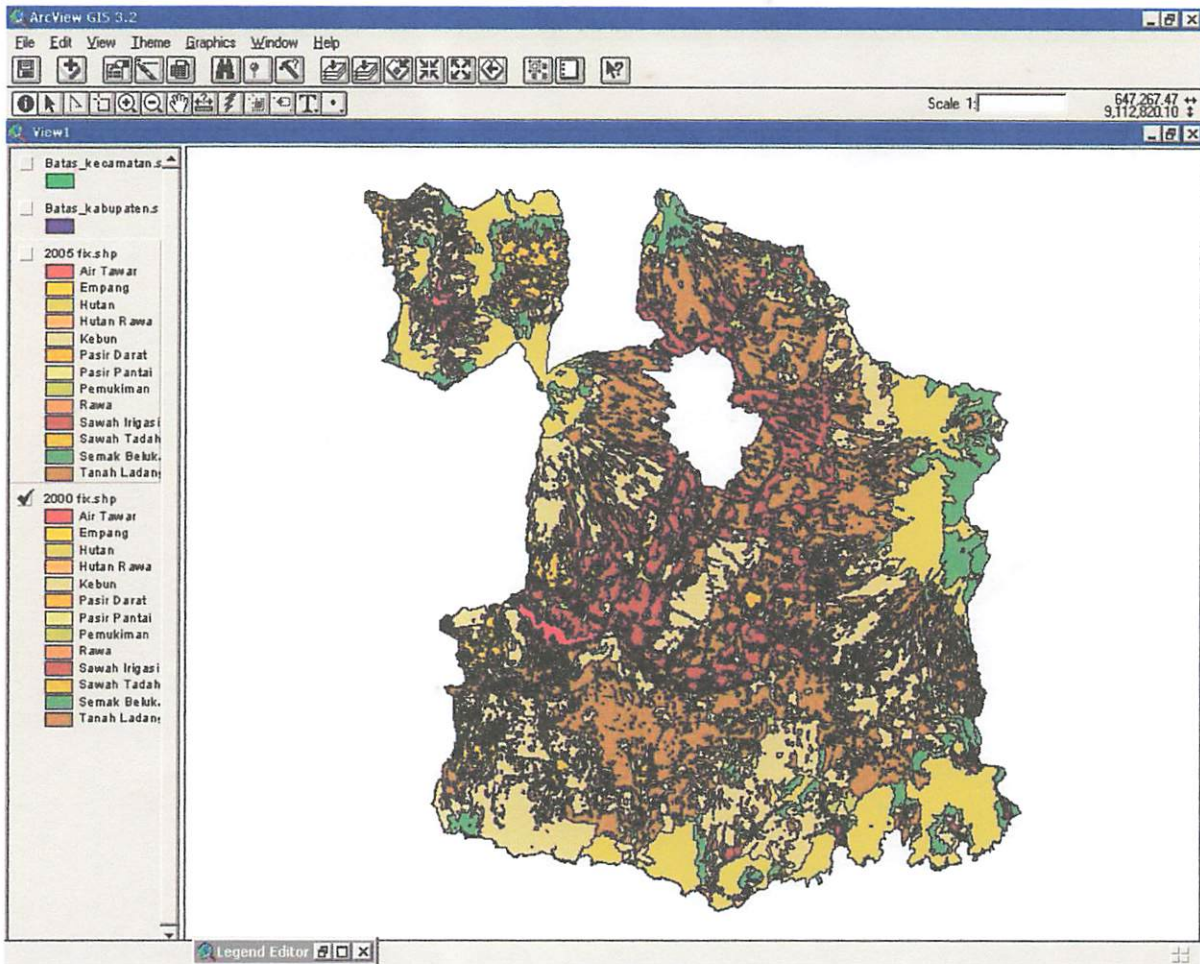 ArcView GIS 3.2
File Edit View Theme Graphics Window Help
Scale 1:
647,267.47
9,112,820.10
View1
Batas_kecamatan.s
Batas_kabupaten.s
2005 fix.shp
Air Tawar
Empang
Hutan
Hutan Rawa
Kebun
Pasir Darat
Pasir Pantai
Pemukiman
Rawa
Sawah Irigasi
Sawah Tadah
Semak Beluk.
Tanah Ladang
2000 fix.shp
Air Tawar
Empang
Hutan
Hutan Rawa
Kebun
Pasir Darat
Pasir Pantai
Pemukiman
Rawa
Sawah Irigasi
Sawah Tadah
Semak Beluk.
Tanah Ladang
Legend Editor